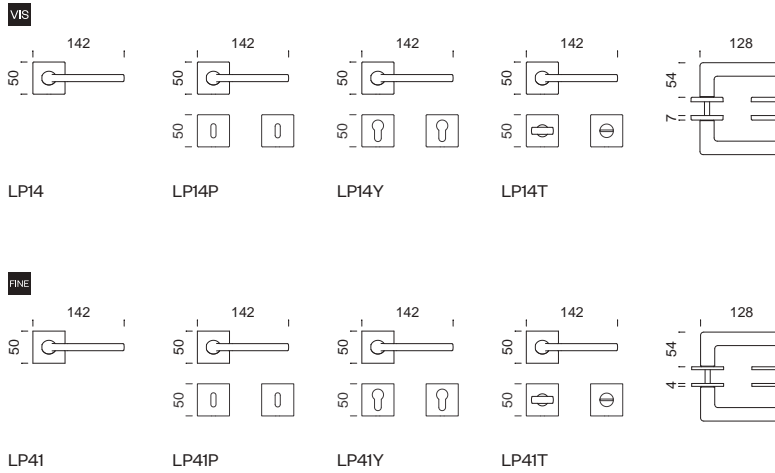 VIS
142 142 142 142 128
50 50 50 50 54
50 50 50 7
LP14 LP14P LP14Y LP14T
FINE
142 142 142 142 128
50 50 50 50 54
50 50 50 4
LP41 LP41P LP41Y LP41T